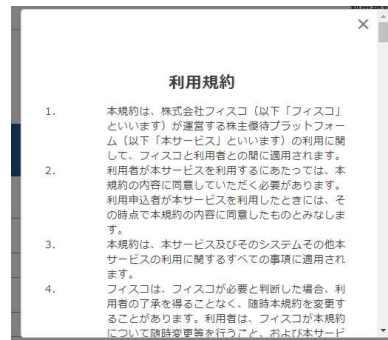 ×
利用規約
1. 本規約は、株式会社フィスコ（以下「フィスコ」
といいます）が運営する株主優待プラットフォー
ム（以下「本サービス」といいます）の利用に関
して、フィスコと利用者との間に適用されます。
2. 利用者が本サービスを利用するにあたっては、本
規約の内容に同意していただく必要があります。
利用申込者が本サービスを利用したときには、そ
の時点で本規約の内容に同意したものとみなしま
す。
3. 本規約は、本サービス及びそのシステムその他本
サービスの利用に関するすべての事項に適用され
ます。
4. フィスコは、フィスコが必要と判断した場合、利
用者の了承を得ることなく、随時本規約を変更す
ることがあります。利用者は、フィスコが本規約
について随時変更等を行うこと、および本サービ